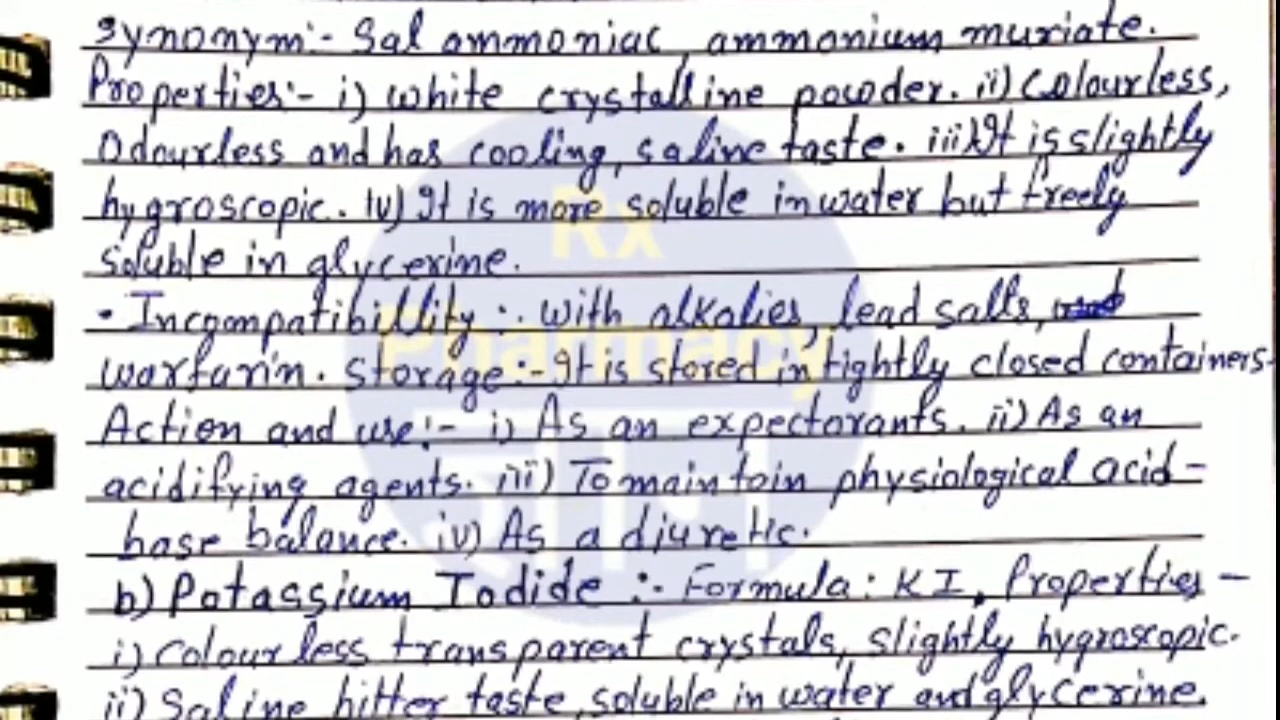 Synonym:- Sal ammoniac, ammonium muriate.
Properties:- i) White crystalline powder. ii) Colourless,
Odourless and has cooling, saline taste. iii) It is slightly
hygroscopic. iv) It is more soluble in water but freely
soluble in glycerine.
• Incompatibillity :- With alkalies, lead salls,
warfarin. Storage:- It is stored in tightly closed containers.
Action and use:- i) As an expectorants. ii) As an
acidifying agents. iii) To maintain physiological acid-
base balance. iv) As a diuretic.
b) Potassium Iodide :- Formula: KI. Properties -
i) Colourless transparent crystals, slightly hygroscopic.
ii) Saline bitter taste, soluble in water and glycerine.
Rx
Pharmacy